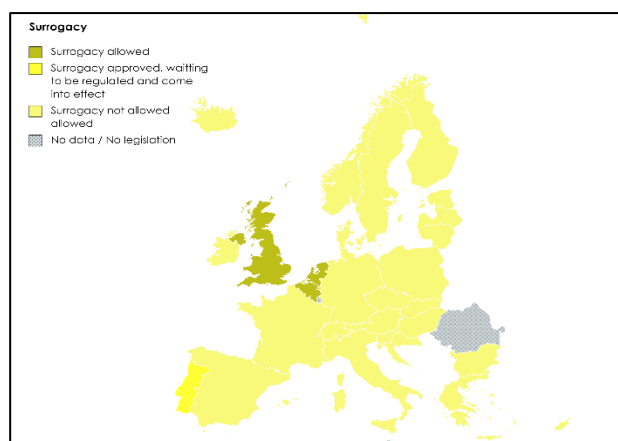 Surrogacy
Surrogacy allowed
Surrogacy approved, waitting
to be regulated and come
into effect
Surrogacy not allowed
allowed
No data / No legislation